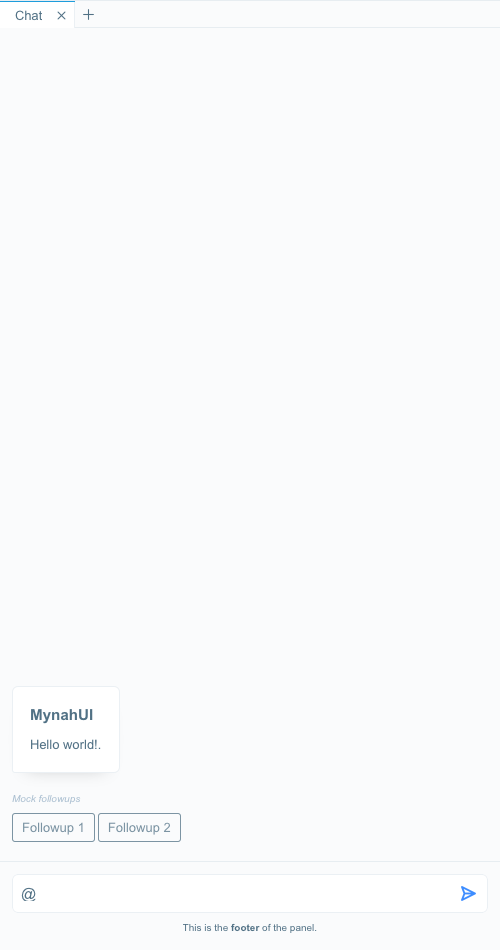 Chat
MynahUI
Hello world!.
Mock followups
Followup 1 Followup 2
@
This is the footer of the panel.